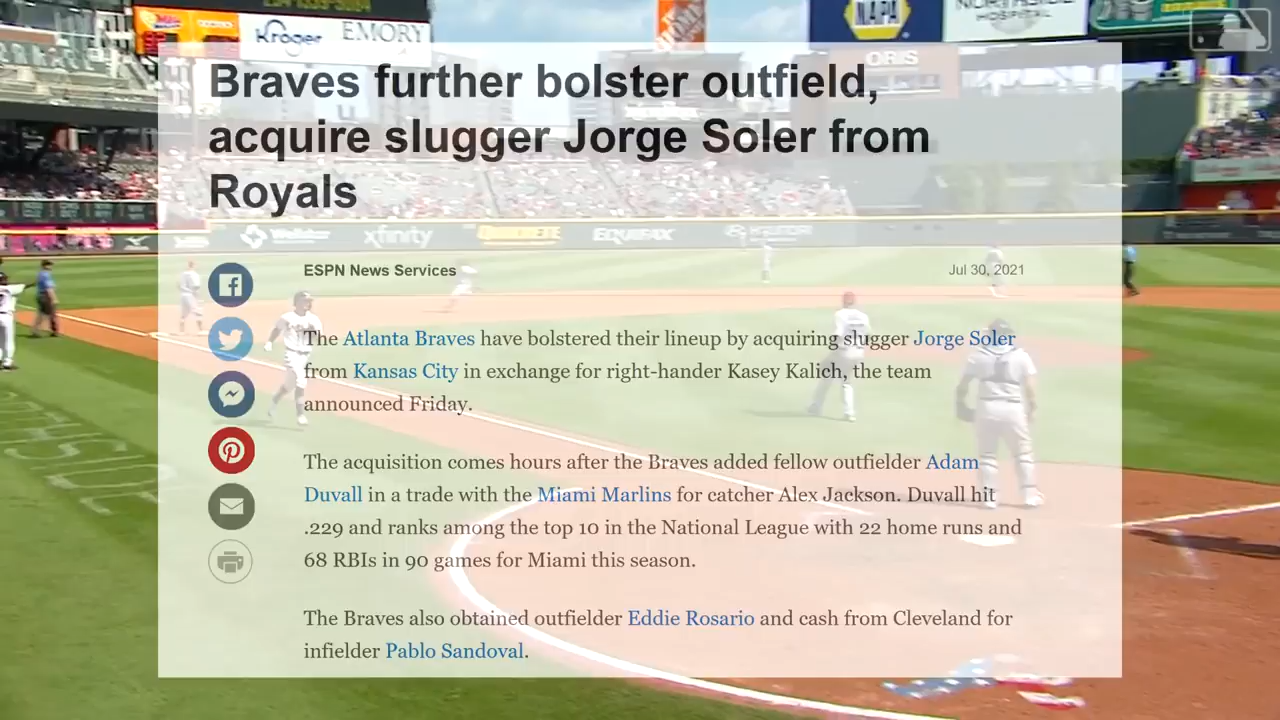 Kroger
EMORY
NAPA
NORTHSIDE
HOSPITAL
Braves further bolster outfield,
acquire slugger Jorge Soler from
Royals
xfinity
EQUIFAX
ESPN News Services
Jul 30, 2021
The Atlanta Braves have bolstered their lineup by acquiring slugger Jorge Soler
from Kansas City in exchange for right-hander Kasey Kalich, the team
announced Friday.
The acquisition comes hours after the Braves added fellow outfielder Adam
Duvall in a trade with the Miami Marlins for catcher Alex Jackson. Duvall hit
.229 and ranks among the top 10 in the National League with 22 home runs and
68 RBIs in 90 games for Miami this season.
The Braves also obtained outfielder Eddie Rosario and cash from Cleveland for
infielder Pablo Sandoval.